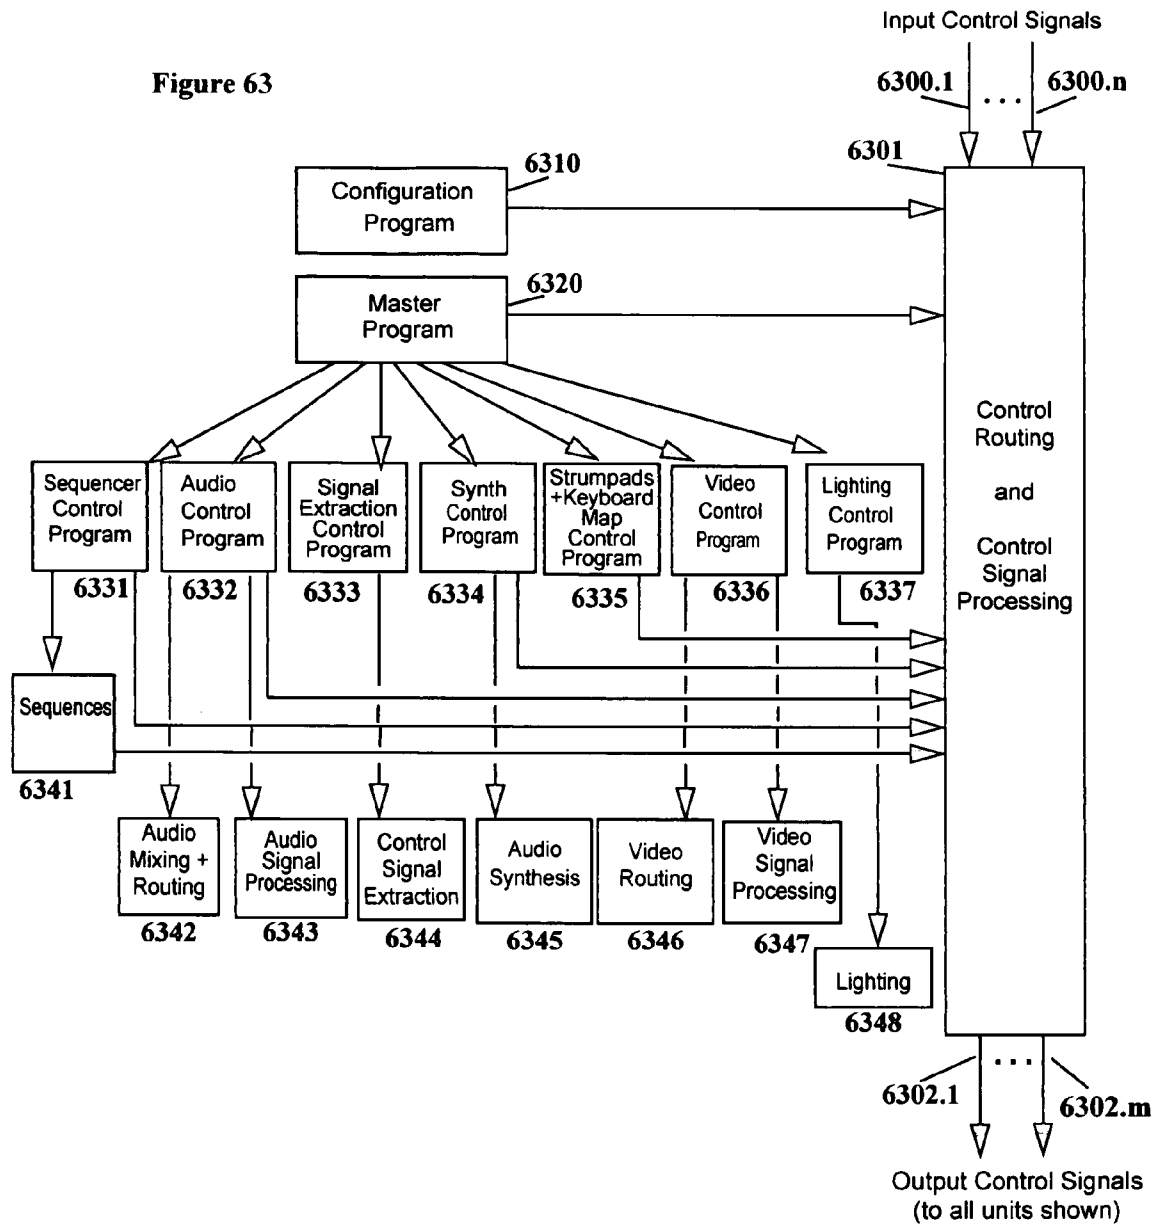 Input Control Signals
Figure 63
6300.1
6300.n
6301
6310
Configuration
Program
6320
Master
Program
Control
Routing
and
Control
Signal
Processing
Sequencer
Control
Program
6331
Audio
Control
Program
6332
Signal
Extraction
Control
Program
6333
Synth
Control
Program
6334
Strumpads
+Keyboard
Map
Control
Program
6335
Video
Control
Program
6336
Lighting
Control
Program
6337
Sequences
6341
Audio
Mixing +
Routing
6342
Audio
Signal
Processing
6343
Control
Signal
Extraction
6344
Audio
Synthesis
6345
Video
Routing
6346
Video
Signal
Processing
6347
Lighting
6348
6302.1
6302.m
Output Control Signals
(to all units shown)